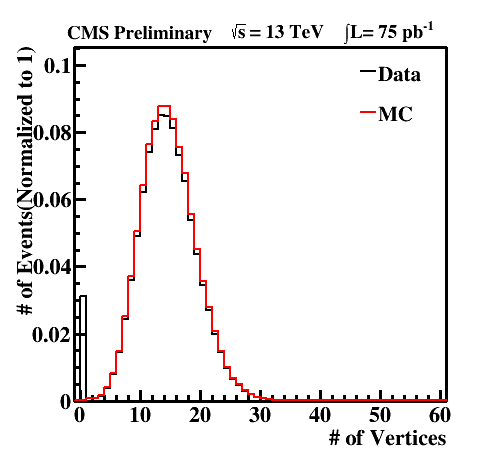 CMS Preliminary √s = 13 TeV ∫L= 75 pb⁻¹
# of Events(Normalized to 1)
0.1
0.08
0.06
0.04
0.02
0
Data
MC
0 10 20 30 40 50 60
# of Vertices